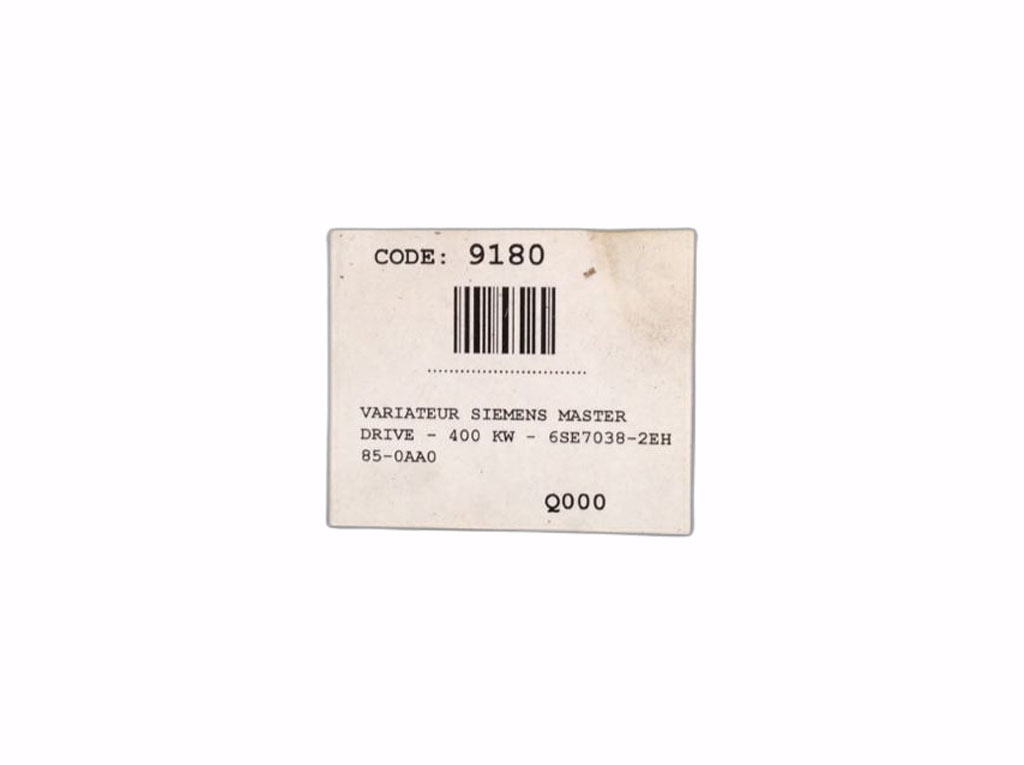 CODE: 9180
VARIATEUR SIEMENS MASTER
DRIVE - 400 KW - 6SE7038-2EH
85-0AA0
Q000